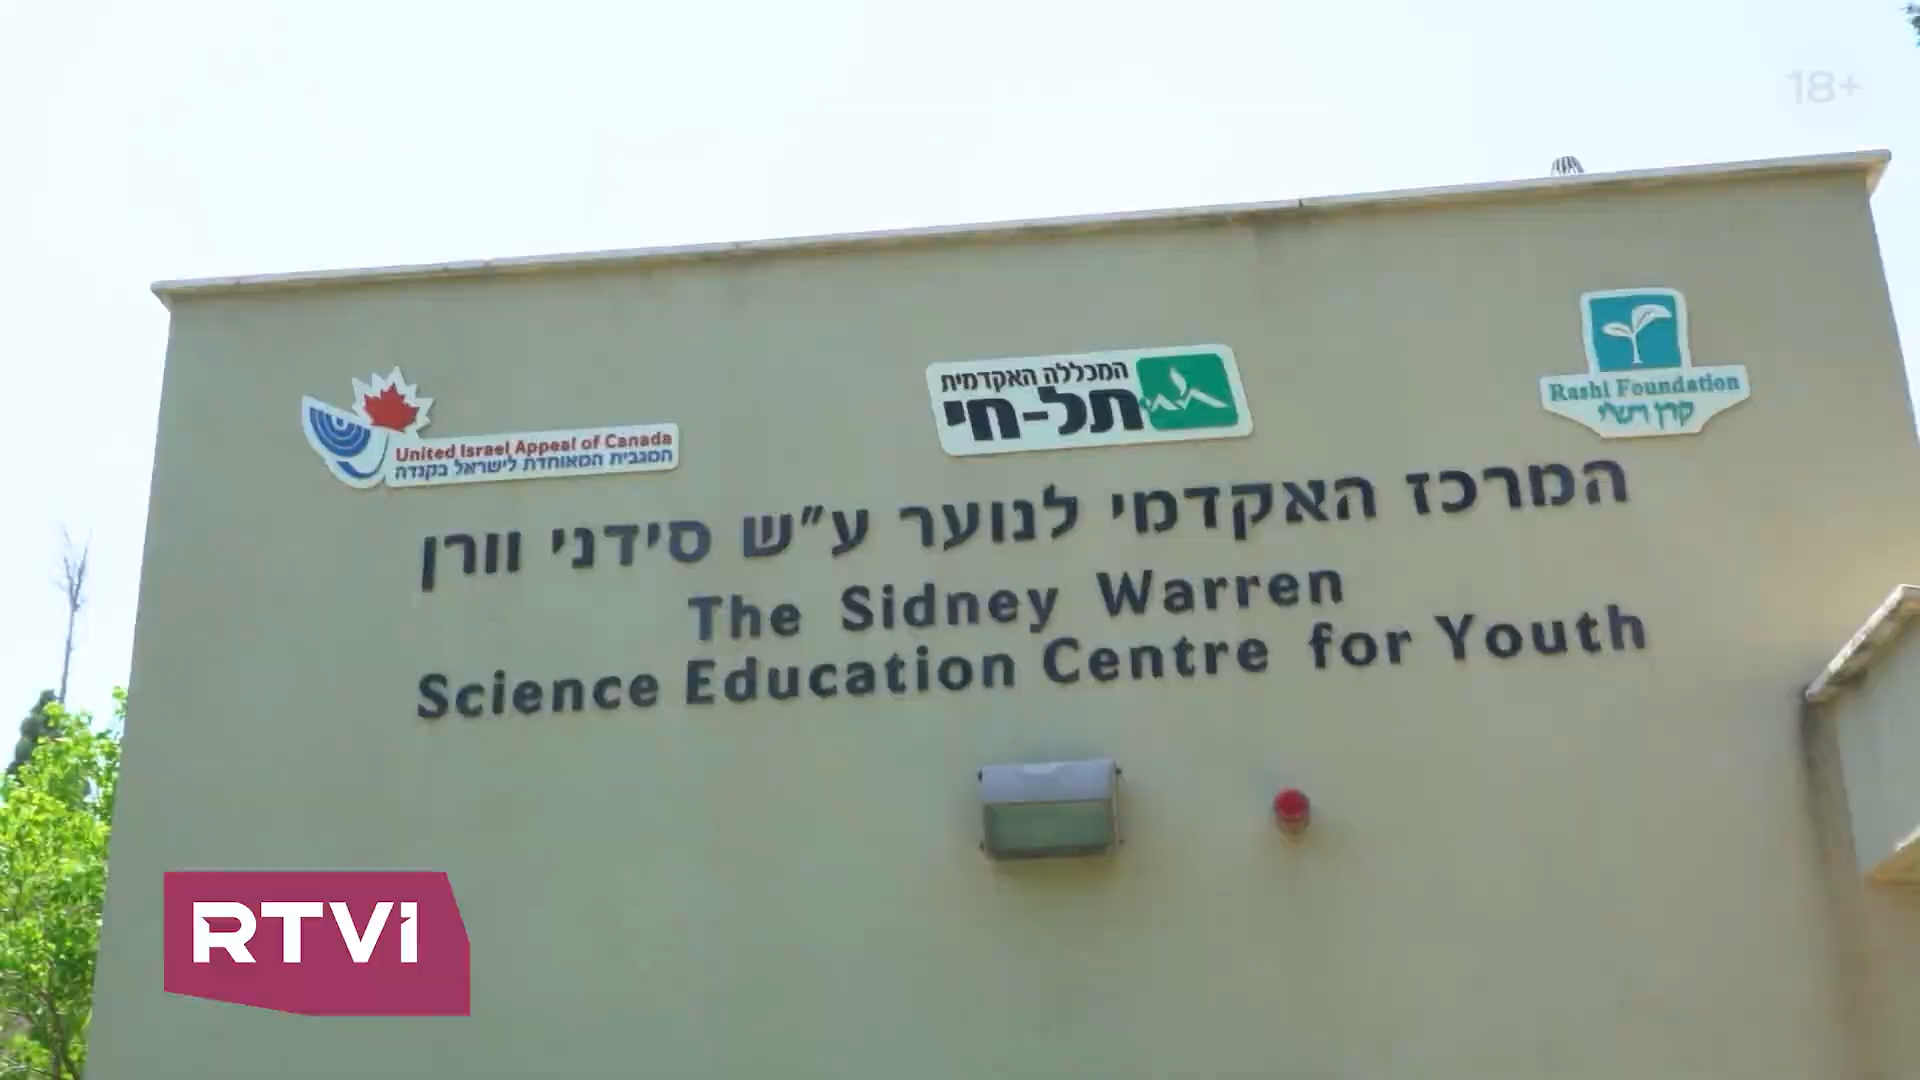 18+
United Israel Appeal of Canada
המגבית המאוחדת לישראל בקנדה
המכללה האקדמית
תל-חי
Rashi Foundation
קרן רש"י
המרכז האקדמי לנוער ע"ש סידני וורן
The Sidney Warren
Science Education Centre for Youth
RTVi